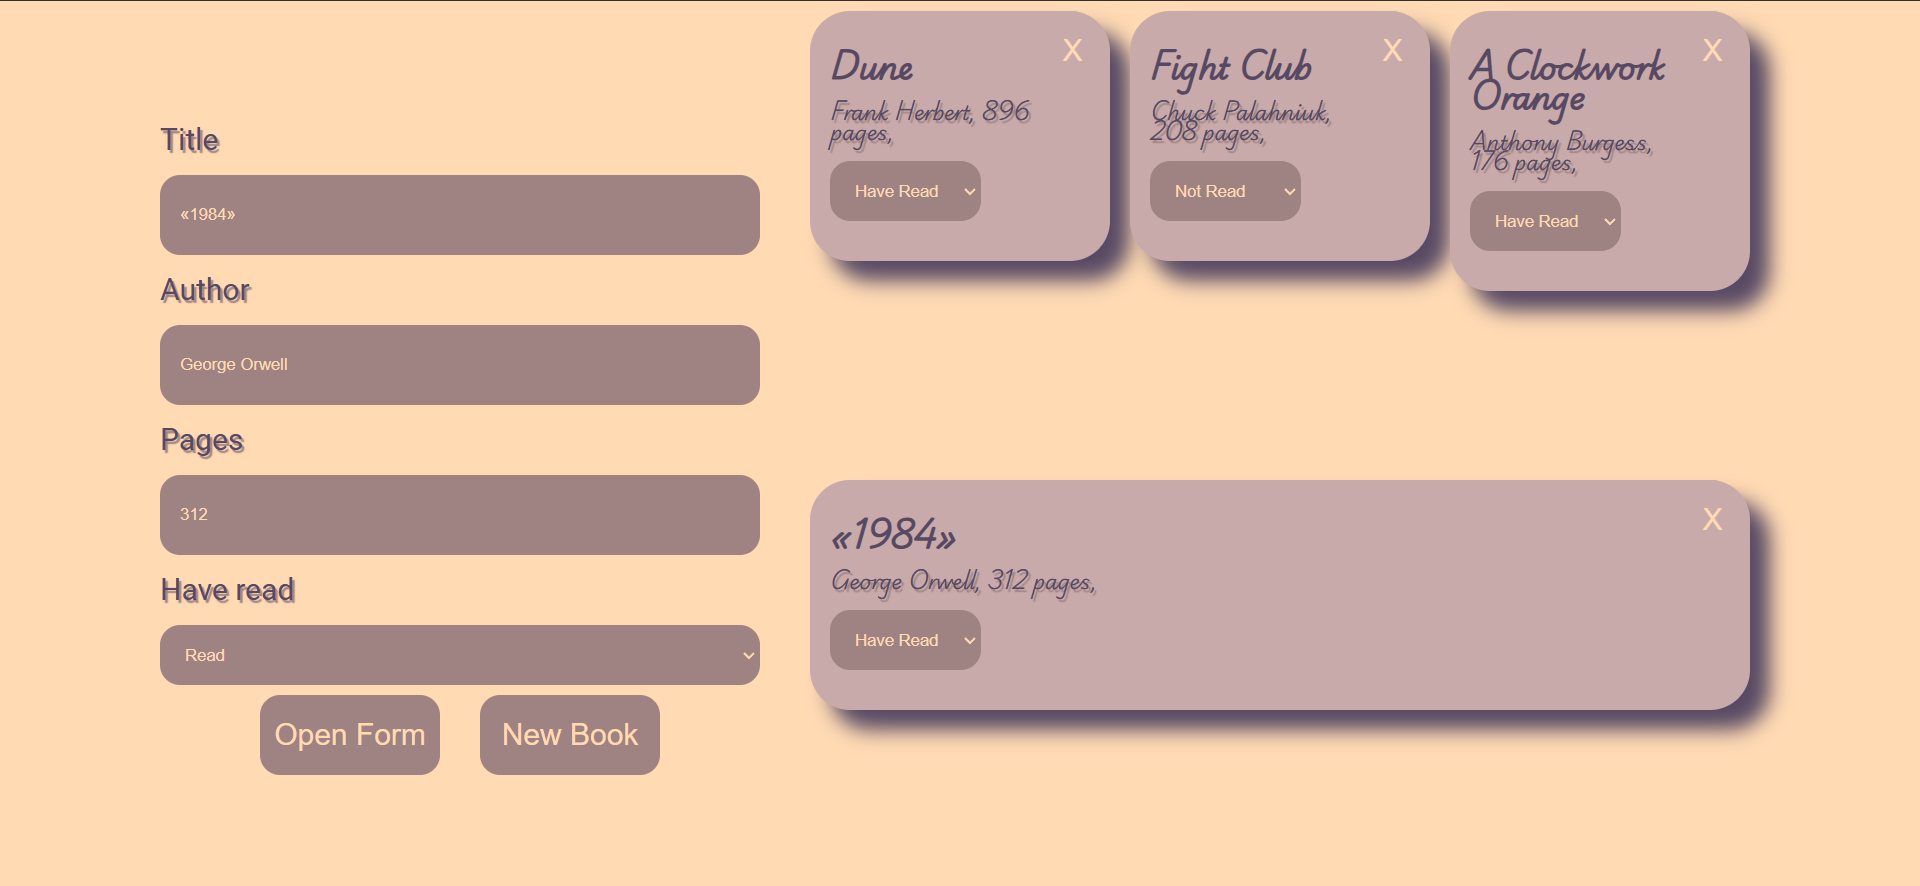 Title
«1984»
Author
George Orwell
Pages
312
Have read
Read
Open Form
New Book
Dune
X
Frank Herbert, 896
pages,
Have Read
Fight Club
X
Chuck Palahniuk,
208 pages,
Not Read
A Clockwork
Orange
X
Anthony Burgess,
176 pages,
Have Read
«1984»
X
George Orwell, 312 pages,
Have Read